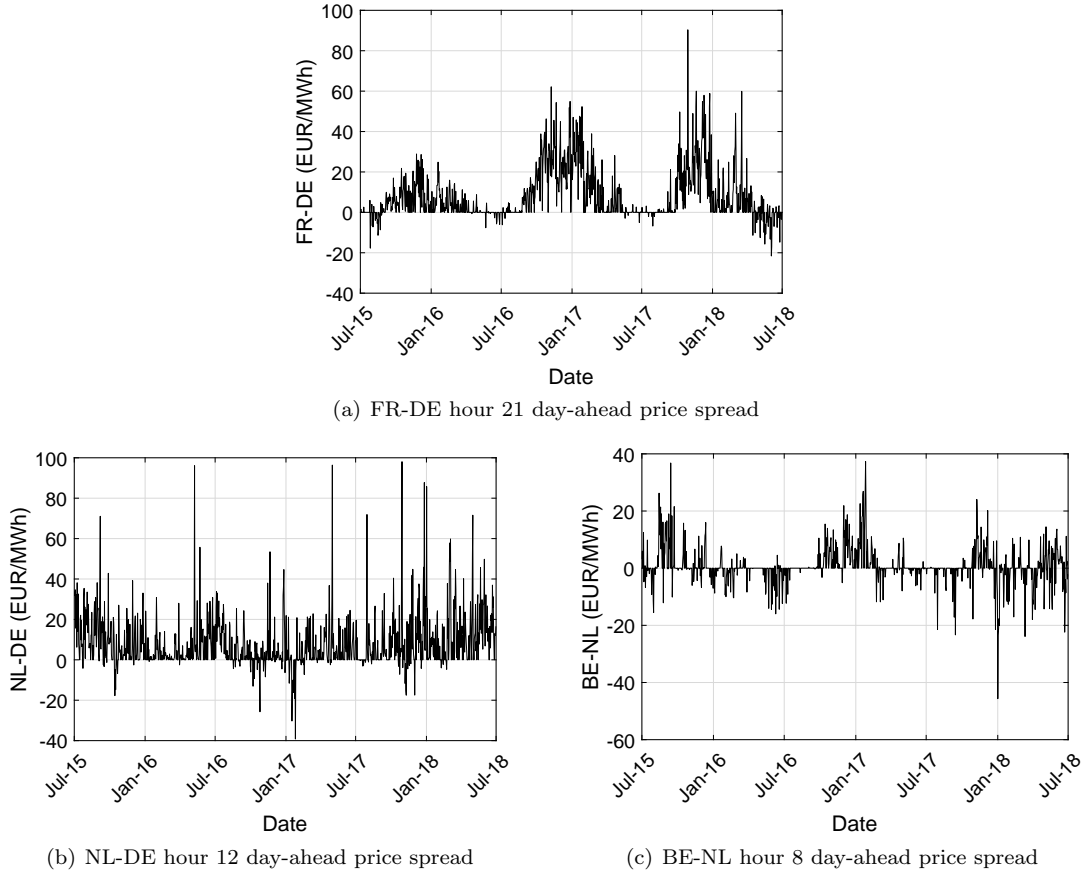 100
80
60
40
20
0
-20
-40
FR-DE (EUR/MWh)
Jul-15
Jan-16
Jul-16
Jan-17
Jul-17
Jan-18
Jul-18
Date
(a) FR-DE hour 21 day-ahead price spread
100
80
60
40
20
0
-20
-40
NL-DE (EUR/MWh)
Jul-15
Jan-16
Jul-16
Jan-17
Jul-17
Jan-18
Jul-18
Date
(b) NL-DE hour 12 day-ahead price spread
40
20
0
-20
-40
-60
BE-NL (EUR/MWh)
Jul-15
Jan-16
Jul-16
Jan-17
Jul-17
Jan-18
Jul-18
Date
(c) BE-NL hour 8 day-ahead price spread